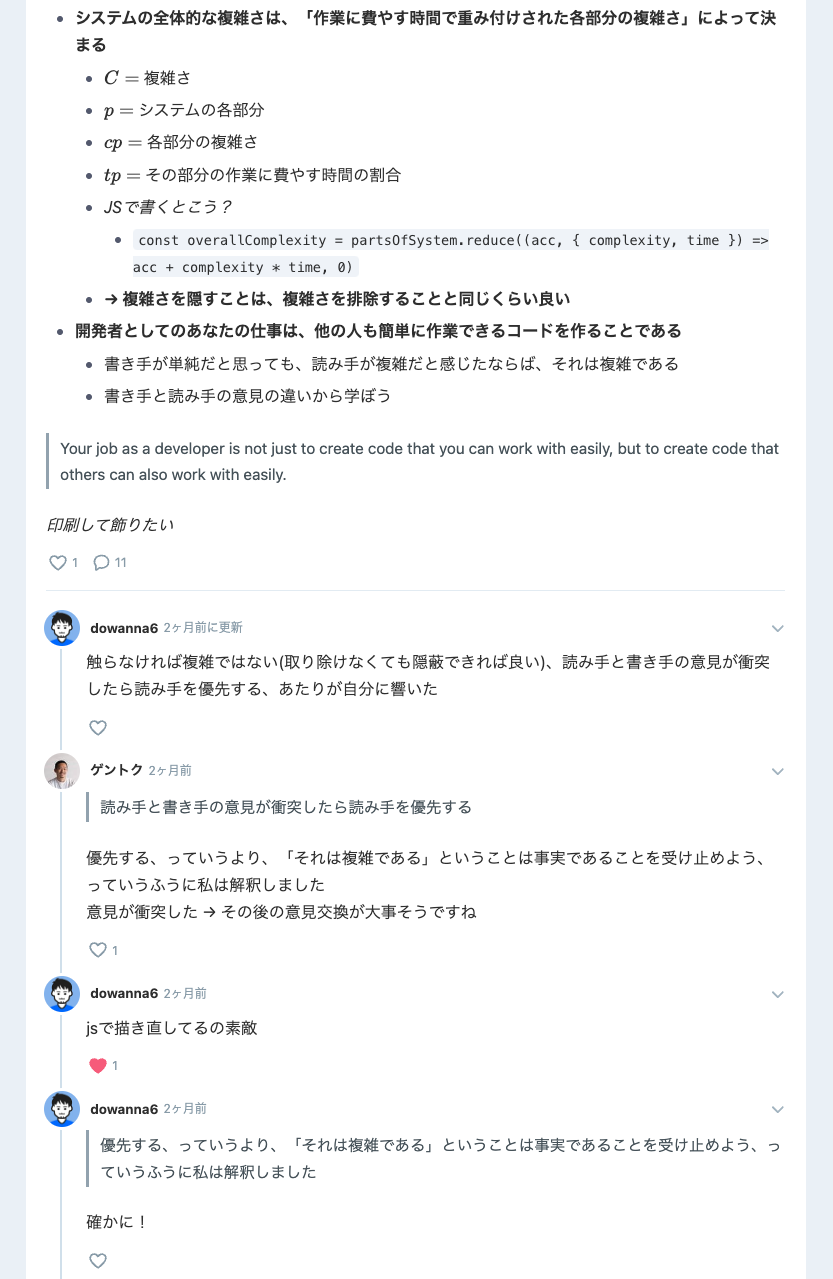 システムの全体的な複雑さは、「作業に費やす時間で重み付けされた各部分の複雑さ」によって決
まる
C = 複雑さ
p = システムの各部分
cp = 各部分の複雑さ
tp = その部分の作業に費やす時間の割合
JSで書くとこう？
const overallComplexity = partsOfSystem.reduce((acc, { complexity, time }) =>
acc + complexity * time, 0)
→ 複雑さを隠すことは、複雑さを排除することと同じくらい良い
開発者としてのあなたの仕事は、他の人も簡単に作業できるコードを作ることである
書き手が単純だと思っても、読み手が複雑だと感じたならば、それは複雑である
書き手と読み手の意見の違いから学ぼう
Your job as a developer is not just to create code that you can work with easily, but to create code that
others can also work with easily.
印刷して飾りたい
1 11
dowanna6 2ヶ月前に更新
触らなければ複雑ではない(取り除けなくても隠蔽できれば良い)、読み手と書き手の意見が衝突
したら読み手を優先する、あたりが自分に響いた
ゲントク 2ヶ月前
読み手と書き手の意見が衝突したら読み手を優先する
優先する、っていうより、「それは複雑である」ということは事実であることを受け止めよう、
っていうふうに私は解釈しました
意見が衝突した → その後の意見交換が大事そうですね
1
dowanna6 2ヶ月前
jsで描き直してるの素敵
1
dowanna6 2ヶ月前
優先する、っていうより、「それは複雑である」ということは事実であることを受け止めよう、っ
ていうふうに私は解釈しました
確かに！